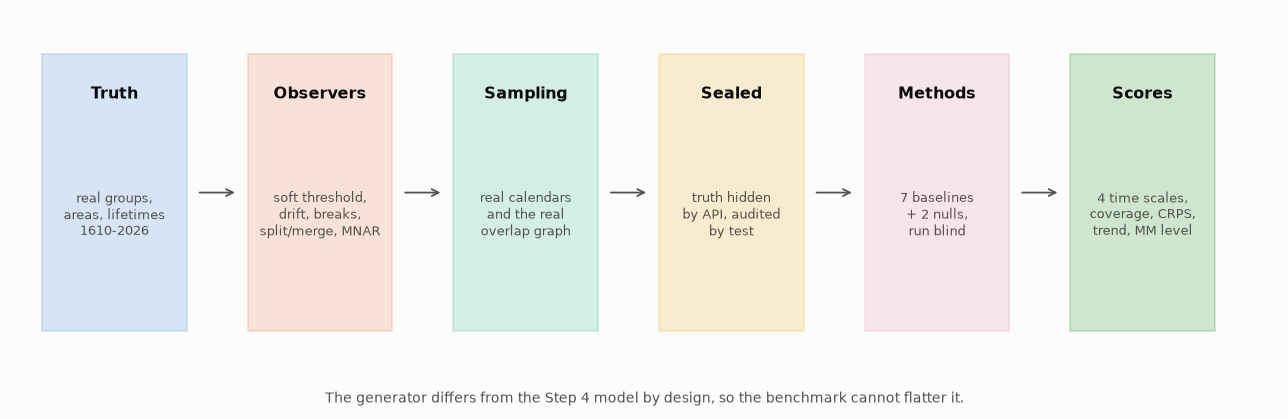 Truth
real groups,
areas, lifetimes
1610-2026
Observers
soft threshold,
drift, breaks,
split/merge, MNAR
Sampling
real calendars
and the real
overlap graph
Sealed
truth hidden
by API, audited
by test
Methods
7 baselines
+ 2 nulls,
run blind
Scores
4 time scales,
coverage, CRPS,
trend, MM level
The generator differs from the Step 4 model by design, so the benchmark cannot flatter it.